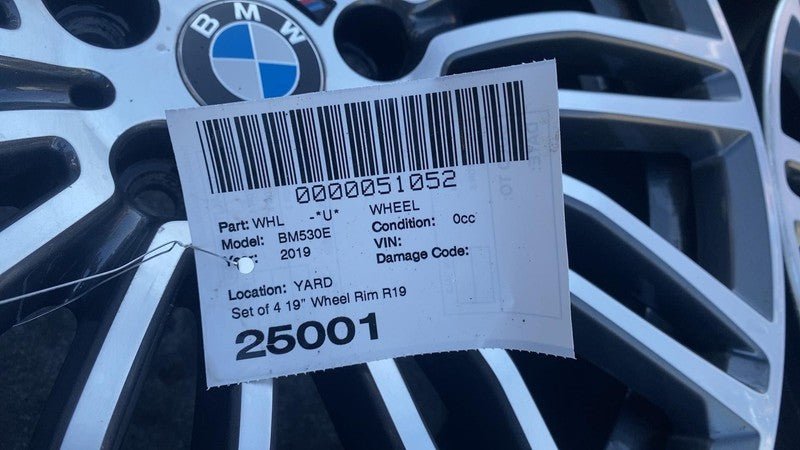 BMW
0000051052
Part: WHL -*U* WHEEL
Model: BM530E Condition: 0cc
2019 VIN:
Damage Code:
Location: YARD
Set of 4 19" Wheel Rim R19
25001